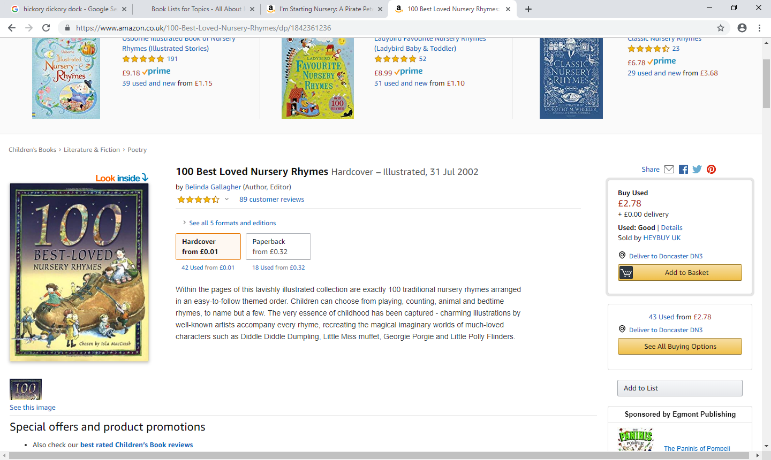 hickory dickory dock - Google Se
Book Lists for Topics - All About L
I'm Starting Nursery: A Pirate Pet
100 Best Loved Nursery Rhymes
https://www.amazon.co.uk/100-Best-Loved-Nursery-Rhymes/dp/1842361236
Usborne Illustrated Book of Nursery
Rhymes (Illustrated Stories)
191
£9.18 prime
39 used and new from £1.15
Illustrated
Nursery
Rhymes
Favourite Nursery Rhymes
(Ladybird Baby & Toddler)
52
£8.99 prime
31 used and new from £1.10
LADYBIRD
FAVOURITE
NURSERY
RHYMES
100
Classic Nursery Rhymes
23
£6.78 prime
29 used and new from £3.68
CLASSIC
NURSERY
RHYMES
Children's Books › Literature & Fiction › Poetry
Look inside
100
BEST-LOVED
NURSERY RHYMES
Chosen by
100
See this image
100 Best Loved Nursery Rhymes Hardcover – Illustrated, 31 Jul 2002
by Belinda Gallagher (Author, Editor)
89 customer reviews
› See all 5 formats and editions
Hardcover
from £0.01
Paperback
from £0.32
42 Used from £0.01
18 Used from £0.32
Within the pages of this lavishly illustrated collection are exactly 100 traditional nursery rhymes arranged
in an easy-to-follow themed order. Children can choose from playing, counting, animal and bedtime
rhymes, to name but a few. The very essence of childhood has been captured - charming illustrations by
well-known artists accompany every rhyme, recreating the magical imaginary worlds of much-loved
characters such as Diddle Diddle Dumpling, Little Miss muffet, Georgie Porgie and Little Polly Flinders.
Share
Buy Used
£2.78
+ £0.00 delivery
Used: Good | Details
Sold by HEYBUY UK
Deliver to Doncaster DN3
Add to Basket
43 Used from £2.78
Deliver to Doncaster DN3
See All Buying Options
Add to List
Sponsored by Egmont Publishing
PANINIS
POMPEII
The Paninis of Pompeii
Special offers and product promotions
• Also check our best rated Children's Book reviews